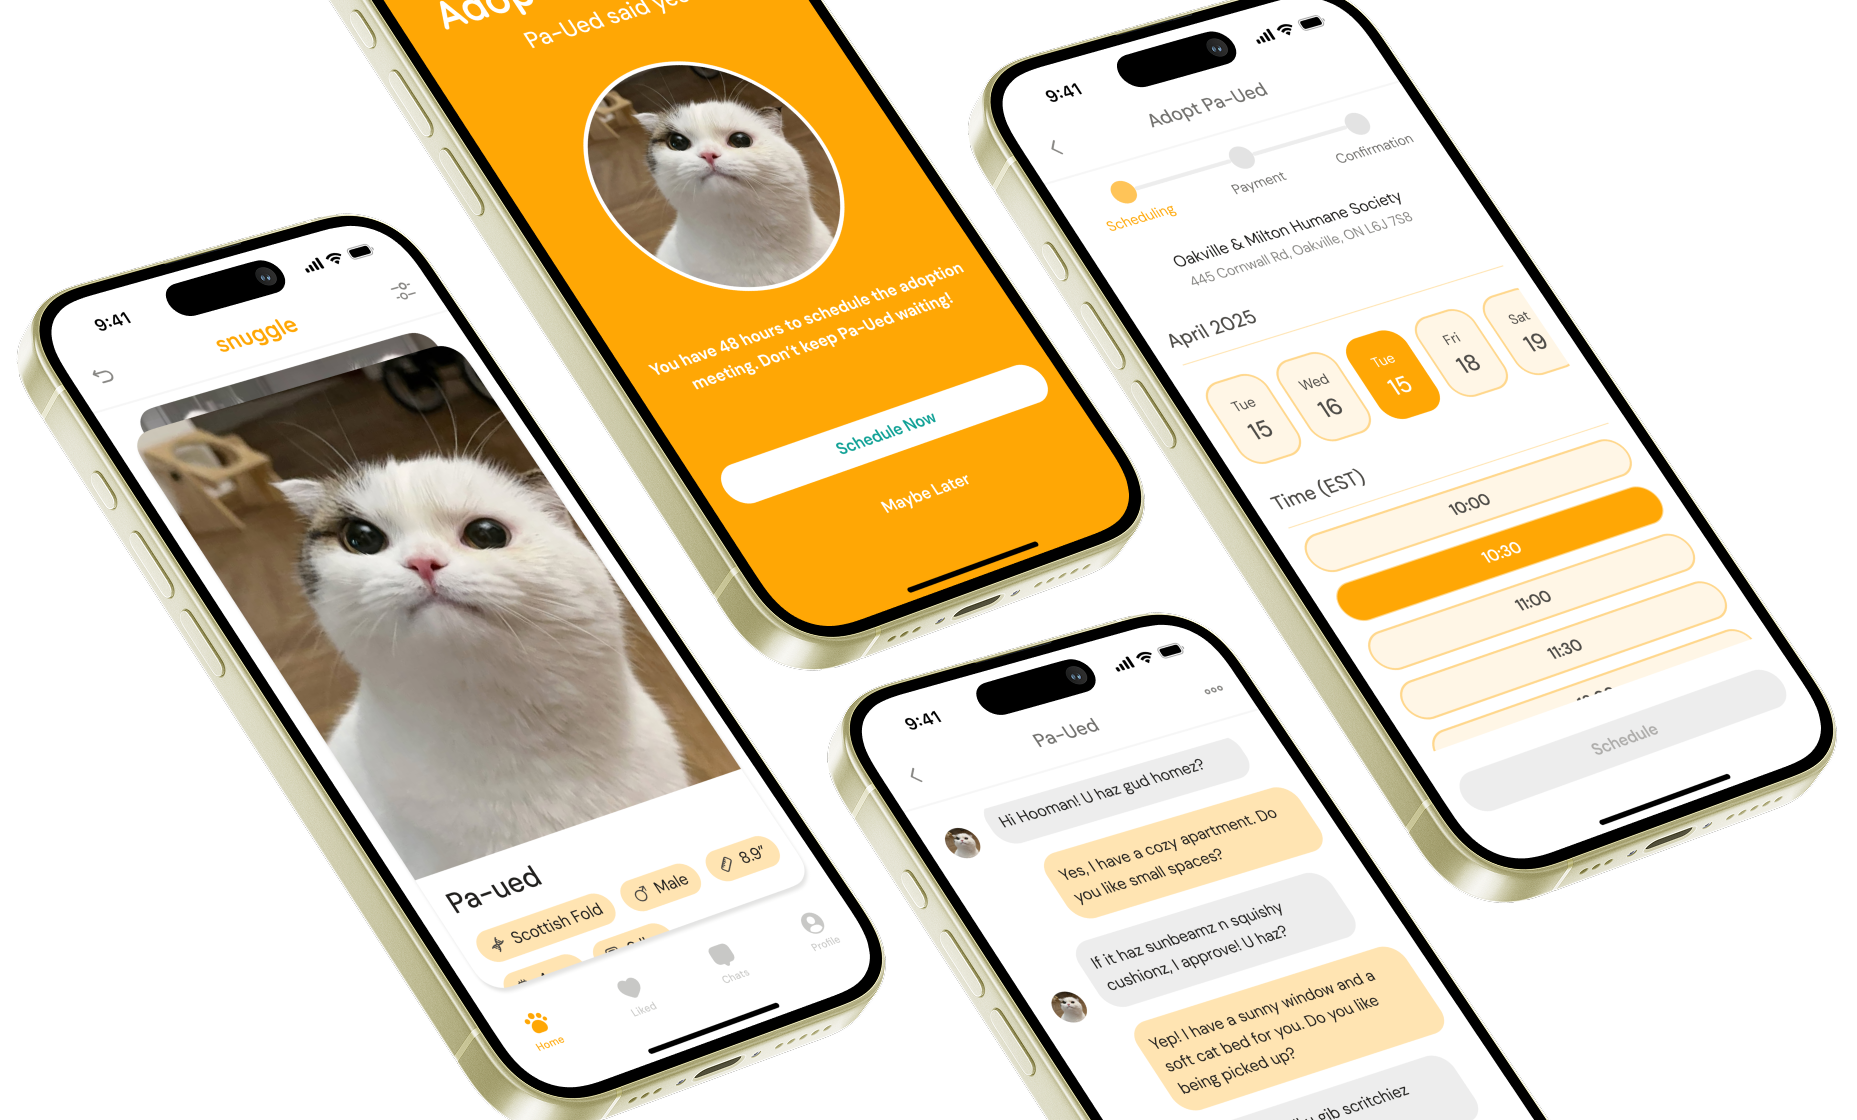 9:41
snuggle
Pa-ued
Scottish Fold
Male
8.9"
Home
Liked
Chats
Profile
Adop
Pa-Ued said yes
You have 48 hours to schedule the adoption
meeting. Don't keep Pa-Ued waiting!
Schedule Now
Maybe Later
9:41
Adopt Pa-Ued
Scheduling
Payment
Confirmation
Oakville & Milton Humane Society
445 Cornwall Rd, Oakville, ON L6J 7S8
April 2025
Tue
15
Wed
16
Tue
15
Fri
18
Sat
19
Time (EST)
10:00
10:30
11:00
11:30
Schedule
9:41
Pa-Ued
Hi Hooman! U haz gud homez?
Yes, I have a cozy apartment. Do
you like small spaces?
If it haz sunbeamz n squishy
cushionz, I approve! U haz?
Yep! I have a sunny window and a
soft cat bed for you. Do you like
being picked up?
gib scritchiez